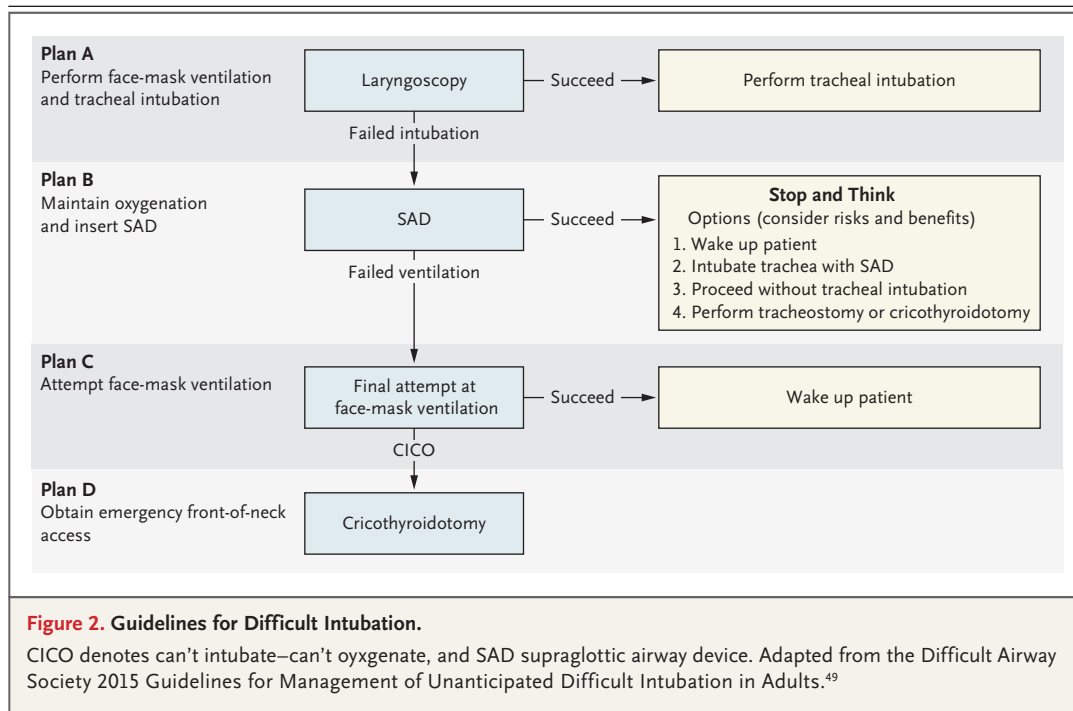 Plan A
Perform face-mask ventilation
and tracheal intubation
Laryngoscopy
Succeed
Perform tracheal intubation
Failed intubation
Plan B
Maintain oxygenation
and insert SAD
SAD
Succeed
Stop and Think
Options (consider risks and benefits)
1. Wake up patient
2. Intubate trachea with SAD
3. Proceed without tracheal intubation
4. Perform tracheostomy or cricothyroidotomy
Failed ventilation
Plan C
Attempt face-mask ventilation
Final attempt at
face-mask ventilation
Succeed
Wake up patient
CICO
Plan D
Obtain emergency front-of-neck
access
Cricothyroidotomy
Figure 2. Guidelines for Difficult Intubation.
CICO denotes can't intubate–can't oyxgenate, and SAD supraglottic airway device. Adapted from the Difficult Airway
Society 2015 Guidelines for Management of Unanticipated Difficult Intubation in Adults.⁴⁹